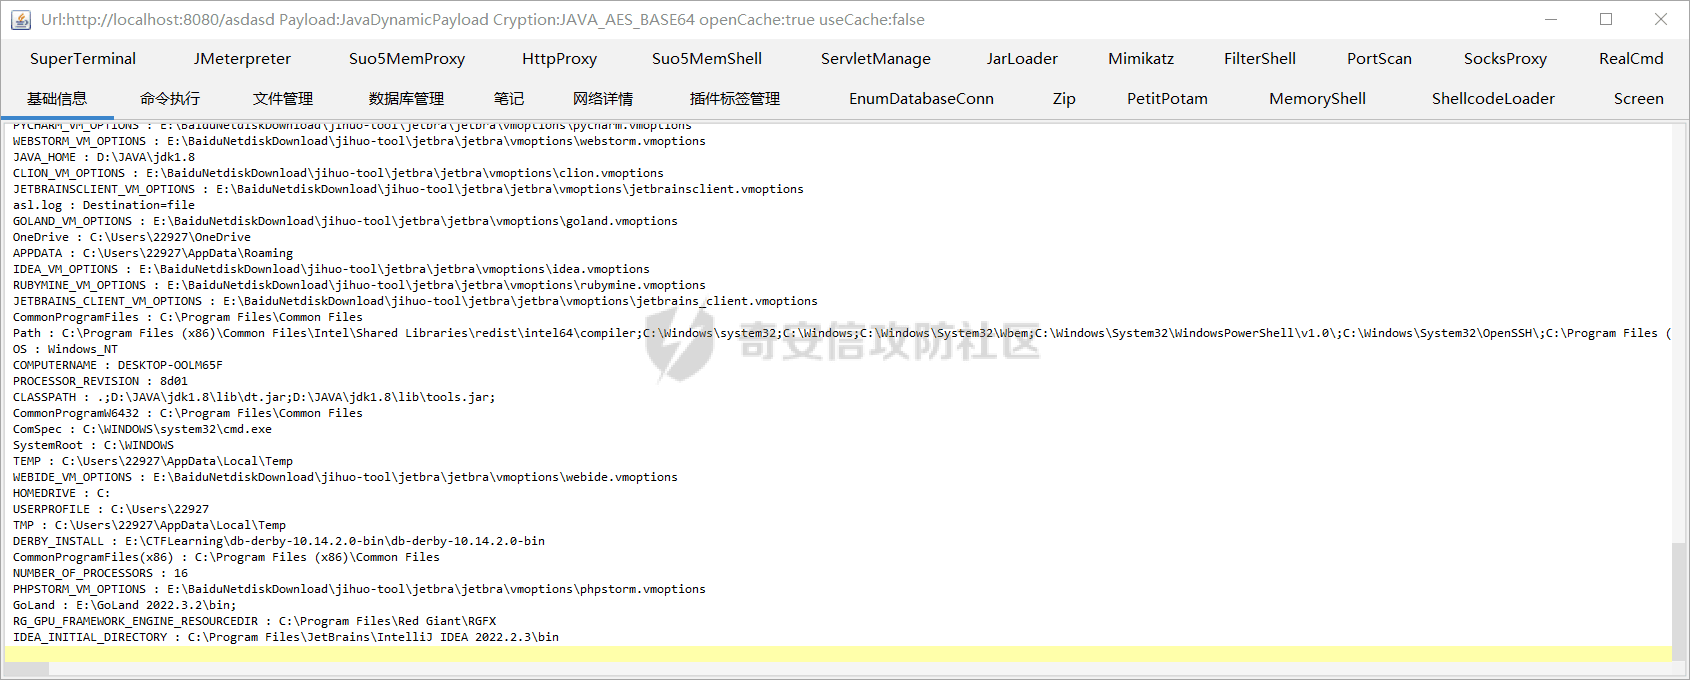 Url:http://localhost:8080/asdasd Payload:JavaDynamicPayload Cryption:JAVA_AES_BASE64 openCache:true useCache:false
SuperTerminal JMeterpreter Suo5MemProxy HttpProxy Suo5MemShell ServletManage JarLoader Mimikatz FilterShell PortScan SocksProxy RealCmd
基础信息 命令执行 文件管理 数据库管理 笔记 网络详情 插件标签管理 EnumDatabaseConn Zip PetitPotam MemoryShell ShellcodeLoader Screen
PYCHARM_VM_OPTIONS : E:\BaiduNetdiskDownload\jihuo-tool\jetbra\jetbra\vmoptions\pycharm.vmoptions
WEBSTORM_VM_OPTIONS : E:\BaiduNetdiskDownload\jihuo-tool\jetbra\jetbra\vmoptions\webstorm.vmoptions
JAVA_HOME : D:\JAVA\jdk1.8
CLION_VM_OPTIONS : E:\BaiduNetdiskDownload\jihuo-tool\jetbra\jetbra\vmoptions\clion.vmoptions
JETBRAINSCLIENT_VM_OPTIONS : E:\BaiduNetdiskDownload\jihuo-tool\jetbra\jetbra\vmoptions\jetbrainsclient.vmoptions
asl.log : Destination=file
GOLAND_VM_OPTIONS : E:\BaiduNetdiskDownload\jihuo-tool\jetbra\jetbra\vmoptions\goland.vmoptions
OneDrive : C:\Users\22927\OneDrive
APPDATA : C:\Users\22927\AppData\Roaming
IDEA_VM_OPTIONS : E:\BaiduNetdiskDownload\jihuo-tool\jetbra\jetbra\vmoptions\idea.vmoptions
RUBYMINE_VM_OPTIONS : E:\BaiduNetdiskDownload\jihuo-tool\jetbra\jetbra\vmoptions\rubymine.vmoptions
JETBRAINS_CLIENT_VM_OPTIONS : E:\BaiduNetdiskDownload\jihuo-tool\jetbra\jetbra\vmoptions\jetbrains_client.vmoptions
CommonProgramFiles : C:\Program Files\Common Files
Path : C:\Program Files (x86)\Common Files\Intel\Shared Libraries\redist\intel64\compiler;C:\Windows\system32;C:\Windows;C:\Windows\System32\Wbem;C:\Windows\System32\WindowsPowerShell\v1.0\;C:\Windows\System32\OpenSSH\;C:\Program Files (
奇安信攻防社区
OS : Windows_NT
COMPUTERNAME : DESKTOP-OOLM65F
PROCESSOR_REVISION : 8d01
CLASSPATH : .;D:\JAVA\jdk1.8\lib\dt.jar;D:\JAVA\jdk1.8\lib\tools.jar;
CommonProgramW6432 : C:\Program Files\Common Files
ComSpec : C:\WINDOWS\system32\cmd.exe
SystemRoot : C:\WINDOWS
TEMP : C:\Users\22927\AppData\Local\Temp
WEBIDE_VM_OPTIONS : E:\BaiduNetdiskDownload\jihuo-tool\jetbra\jetbra\vmoptions\webide.vmoptions
HOMEDRIVE : C:
USERPROFILE : C:\Users\22927
TMP : C:\Users\22927\AppData\Local\Temp
DERBY_INSTALL : E:\CTFLearning\db-derby-10.14.2.0-bin\db-derby-10.14.2.0-bin
CommonProgramFiles(x86) : C:\Program Files (x86)\Common Files
NUMBER_OF_PROCESSORS : 16
PHPSTORM_VM_OPTIONS : E:\BaiduNetdiskDownload\jihuo-tool\jetbra\jetbra\vmoptions\phpstorm.vmoptions
GoLand : E:\GoLand 2022.3.2\bin;
RG_GPU_FRAMEWORK_ENGINE_RESOURCEDIR : C:\Program Files\Red Giant\RGFX
IDEA_INITIAL_DIRECTORY : C:\Program Files\JetBrains\IntelliJ IDEA 2022.2.3\bin